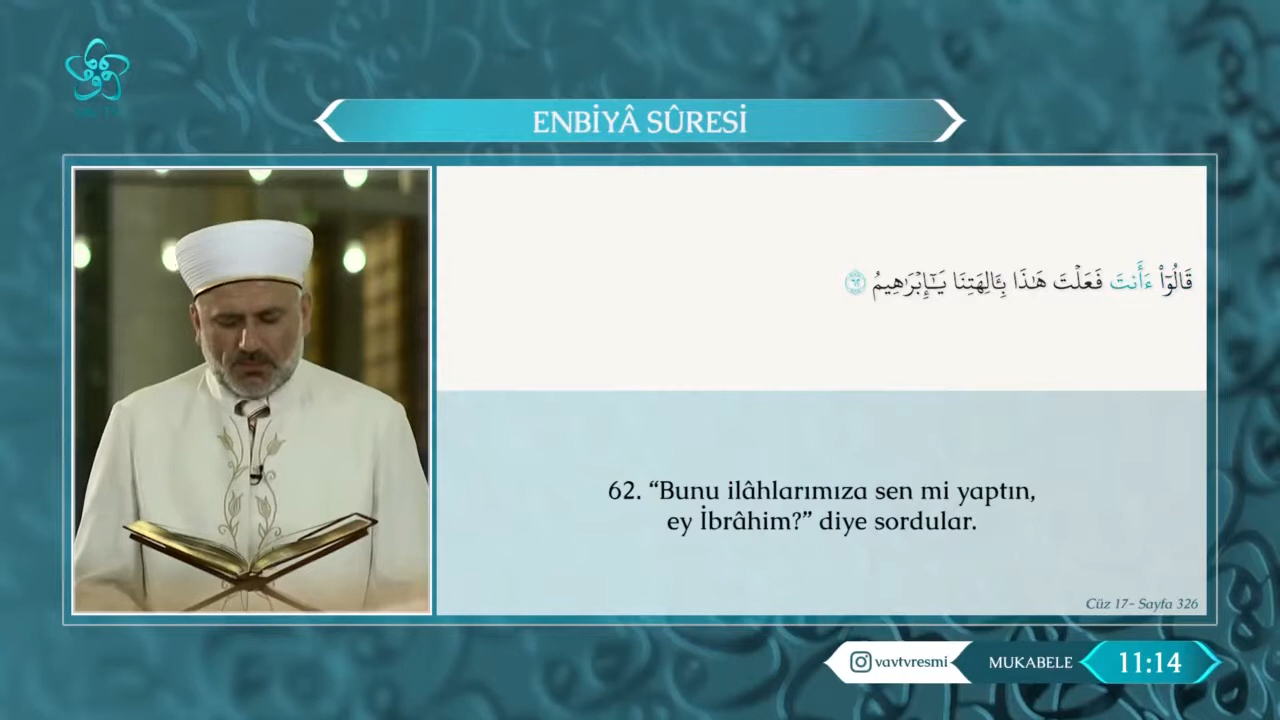 ENBİYÂ SÛRESİ
قَالُوٓا۟ ءَأَنتَ فَعَلْتَ هَـٰذَا بِـَٔالِهَتِنَا يَـٰٓإِبْرَٰهِيمُ ٦٢
62. “Bunu ilâhlarımıza sen mi yaptın,
ey İbrâhim?” diye sordular.
Cüz 17- Sayfa 326
vavtvresmi
MUKABELE
11:14